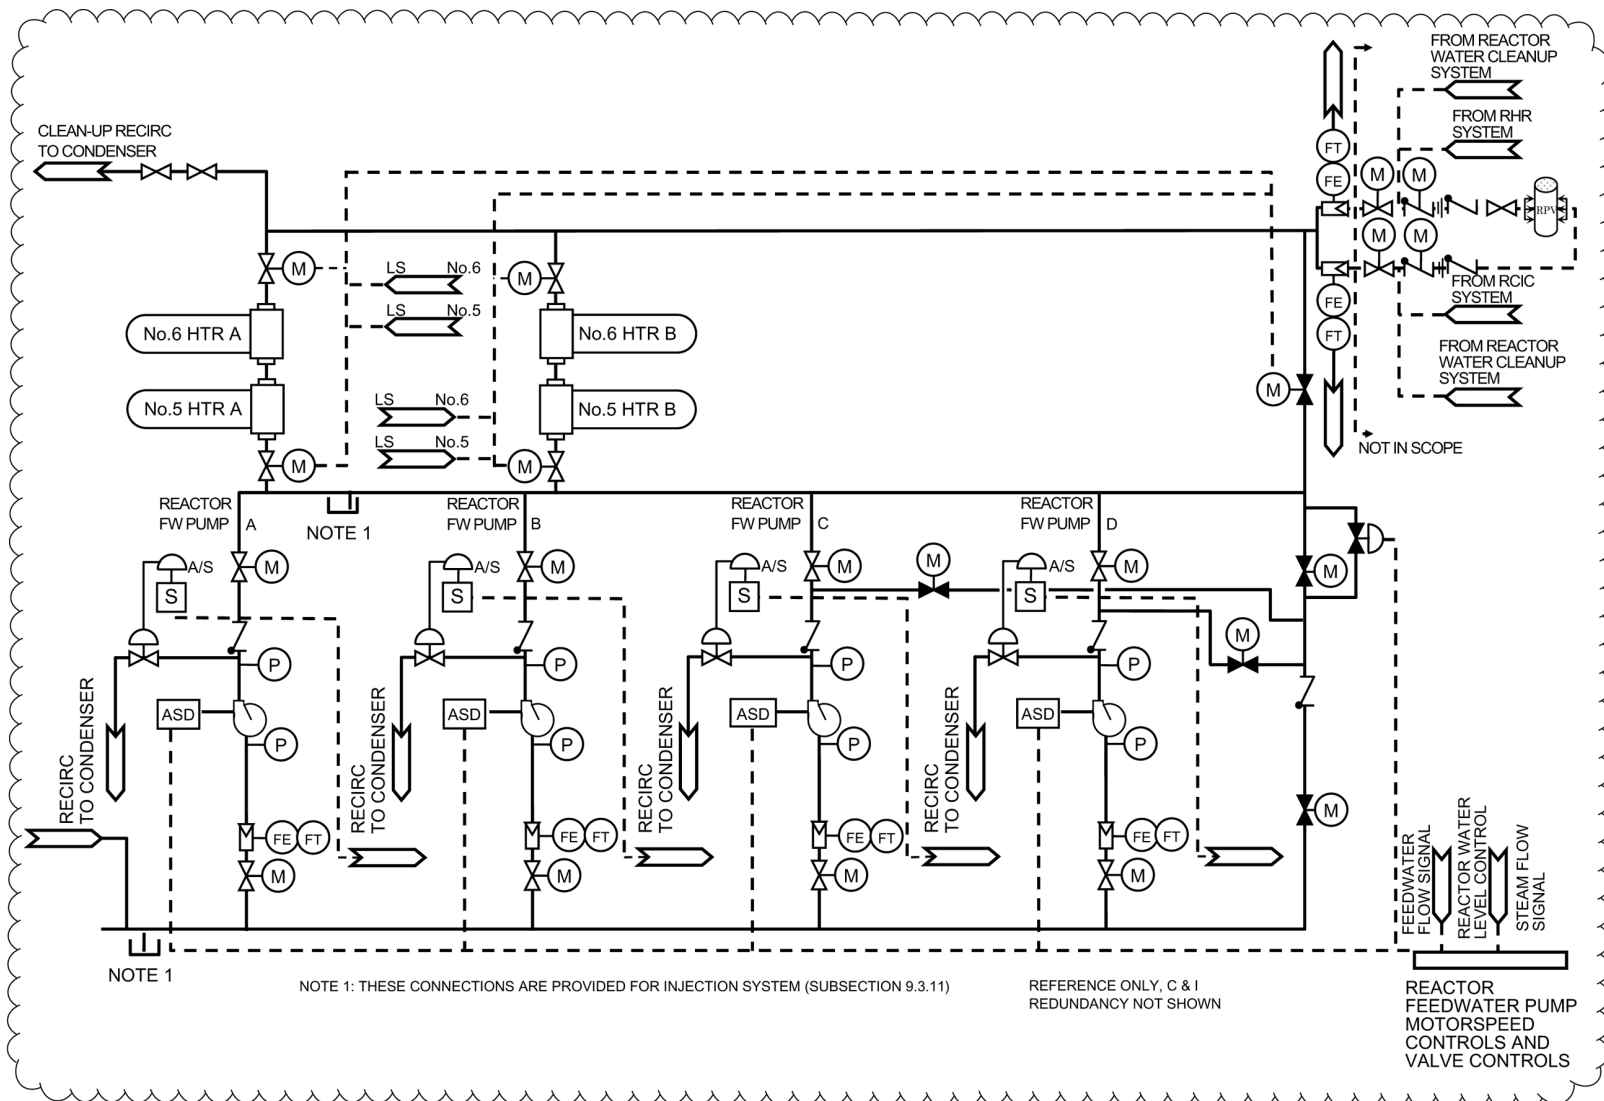 FROM REACTOR
WATER CLEANUP
SYSTEM
FROM RHR
SYSTEM
CLEAN-UP RECIRC
TO CONDENSER
FT
FE
M
M
RPV
M
M
FROM RCIC
SYSTEM
FE
FT
FROM REACTOR
WATER CLEANUP
SYSTEM
NOT IN SCOPE
M
LS No.6
M
LS No.5
No.6 HTR A
No.6 HTR B
M
LS No.6
No.5 HTR A
No.5 HTR B
LS No.5
M
M
REACTOR
FW PUMP A
NOTE 1
REACTOR
FW PUMP B
REACTOR
FW PUMP C
REACTOR
FW PUMP D
A/S
M
A/S
M
A/S
M
M
A/S
M
M
S
S
S
S
M
P
P
P
P
ASD
ASD
ASD
ASD
P
P
P
P
RECIRC
TO CONDENSER
RECIRC
TO CONDENSER
RECIRC
TO CONDENSER
RECIRC
TO CONDENSER
M
FE FT
FE FT
FE FT
FE FT
M
M
M
M
FEEDWATER
FLOW SIGNAL
REACTOR WATER
LEVEL CONTROL
STEAM FLOW
SIGNAL
NOTE 1
NOTE 1: THESE CONNECTIONS ARE PROVIDED FOR INJECTION SYSTEM (SUBSECTION 9.3.11)
REFERENCE ONLY, C & I
REDUNDANCY NOT SHOWN
REACTOR
FEEDWATER PUMP
MOTORSPEED
CONTROLS AND
VALVE CONTROLS